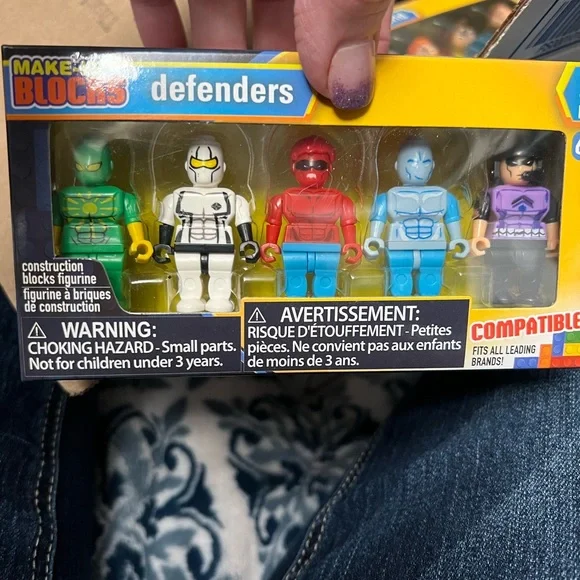 MAKE
BLOCKS
defenders
construction
blocks figurine
figurine à briques
de construction
WARNING:
CHOKING HAZARD - Small parts.
Not for children under 3 years.
AVERTISSEMENT:
RISQUE D'ÉTOUFFEMENT - Petites
pièces. Ne convient pas aux enfants
de moins de 3 ans.
COMPATIBLE
FITS ALL LEADING
BRANDS!